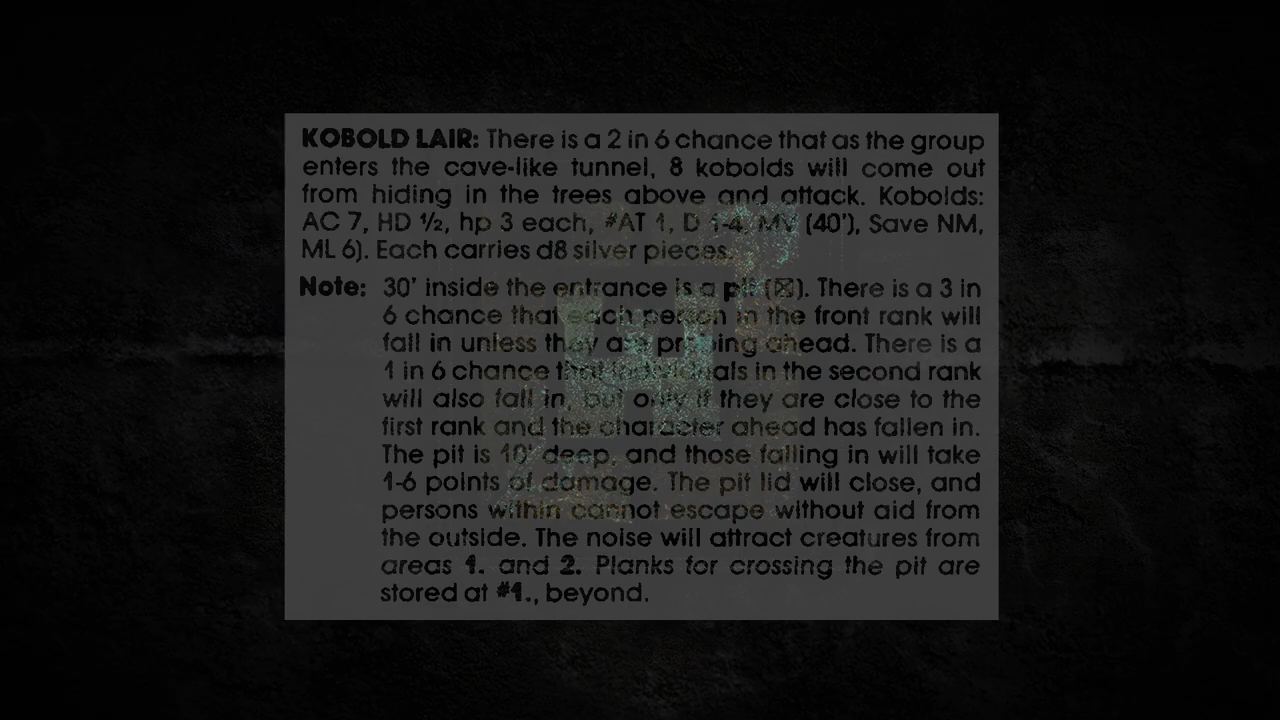 KOBOLD LAIR: There is a 2 in 6 chance that as the group
enters the cave-like tunnel, 8 kobolds will come out
from hiding in the trees above and attack. Kobolds:
AC 7, HD ½, hp 3 each, #AT 1, D 1-4, MV (40'), Save NM,
ML 6). Each carries d8 silver pieces.
Note: 30' inside the entrance is a pit (☒). There is a 3 in
6 chance that each person in the front rank will
fall in unless they are probing ahead. There is a
1 in 6 chance that individuals in the second rank
will also fall in, but only if they are close to the
first rank and the character ahead has fallen in.
The pit is 10' deep, and those falling in will take
1-6 points of damage. The pit lid will close, and
persons within cannot escape without aid from
the outside. The noise will attract creatures from
areas 1. and 2. Planks for crossing the pit are
stored at #1., beyond.